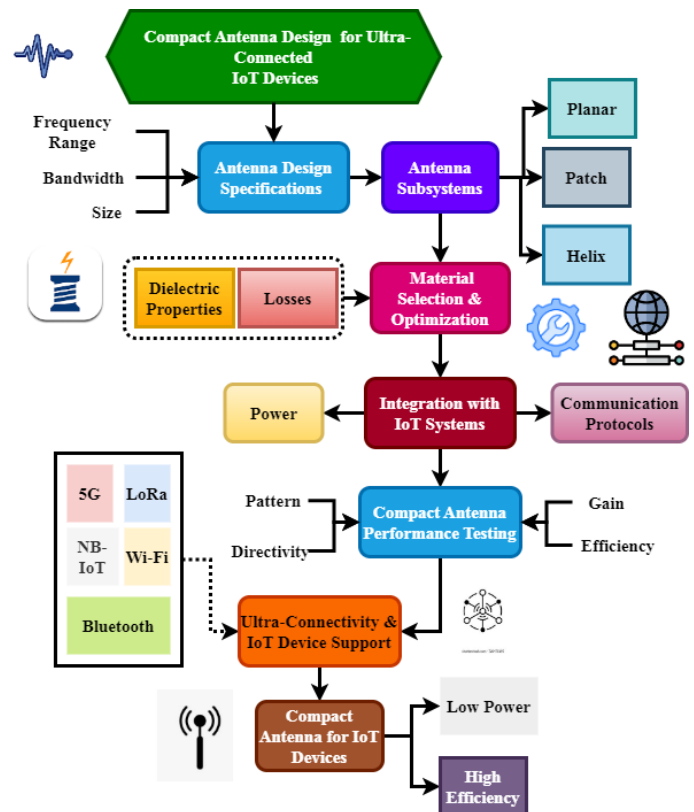 Compact Antenna Design for Ultra-
Connected
IoT Devices
Frequency
Range
Bandwidth
Size
Antenna Design
Specifications
Antenna
Subsystems
Planar
Patch
Helix
Dielectric
Properties
Losses
Material
Selection &
Optimization
Power
Integration with
IoT Systems
Communication
Protocols
5G
LoRa
NB-
IoT
Wi-Fi
Bluetooth
Pattern
Directivity
Compact Antenna
Performance Testing
Gain
Efficiency
Ultra-Connectivity &
IoT Device Support
Compact
Antenna for IoT
Devices
Low Power
High
Efficiency